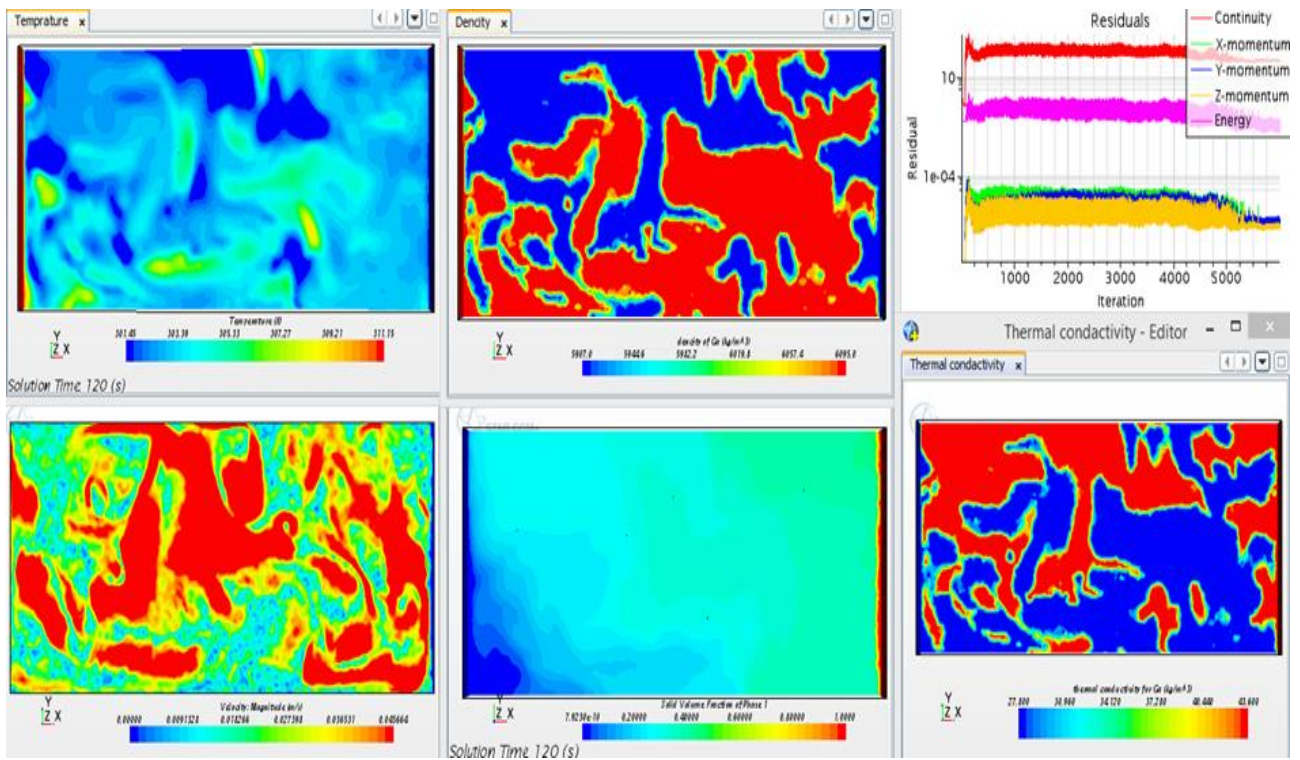 Temprature x
Dencity x
Residuals
Continuity
X-momentum
Y-momentum
Z-momentum
Energy
10
1e-04
Residual
1000
2000
3000
4000
5000
Iteration
Temperature (K)
301.45
303.39
305.33
307.27
309.21
311.15
Y
Z X
Solution Time 120 (s)
density of Ga (kg/m^3)
5907.0
5944.6
5982.2
6019.8
6057.4
6095.0
Y
Z X
Thermal condactivity - Editor
Thermal condactivity x
Velocity: Magnitude (m/s)
0.00000
0.0091328
0.018266
0.027398
0.036531
0.045664
Y
Z X
Solid Volume Fraction of Phase 1
0.20000
0.40000
0.60000
0.80000
1.0000
Y
Z X
Solution Time 120 (s)
thermal conductivity for Ga (kg/m^3)
27.800
30.960
34.120
37.280
40.440
43.600
Y
Z X